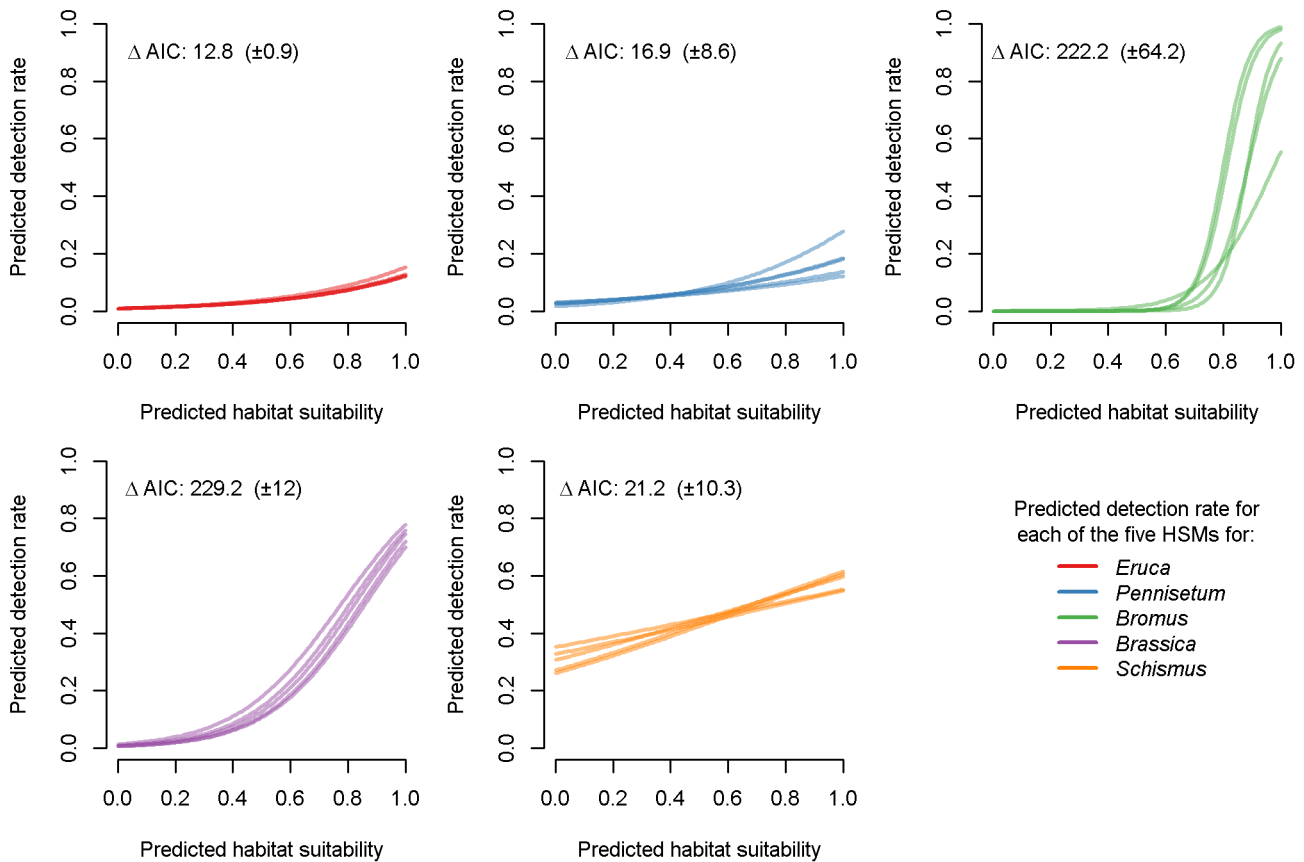 Δ AIC: 12.8 (±0.9)
Predicted detection rate
0.0 0.2 0.4 0.6 0.8 1.0
0.0 0.2 0.4 0.6 0.8 1.0
Predicted habitat suitability
Δ AIC: 16.9 (±8.6)
Predicted detection rate
0.0 0.2 0.4 0.6 0.8 1.0
0.0 0.2 0.4 0.6 0.8 1.0
Predicted habitat suitability
Δ AIC: 222.2 (±64.2)
Predicted detection rate
0.0 0.2 0.4 0.6 0.8 1.0
0.0 0.2 0.4 0.6 0.8 1.0
Predicted habitat suitability
Δ AIC: 229.2 (±12)
Predicted detection rate
0.0 0.2 0.4 0.6 0.8 1.0
0.0 0.2 0.4 0.6 0.8 1.0
Predicted habitat suitability
Δ AIC: 21.2 (±10.3)
Predicted detection rate
0.0 0.2 0.4 0.6 0.8 1.0
0.0 0.2 0.4 0.6 0.8 1.0
Predicted habitat suitability
Predicted detection rate for
each of the five HSMs for:
Eruca
Pennisetum
Bromus
Brassica
Schismus